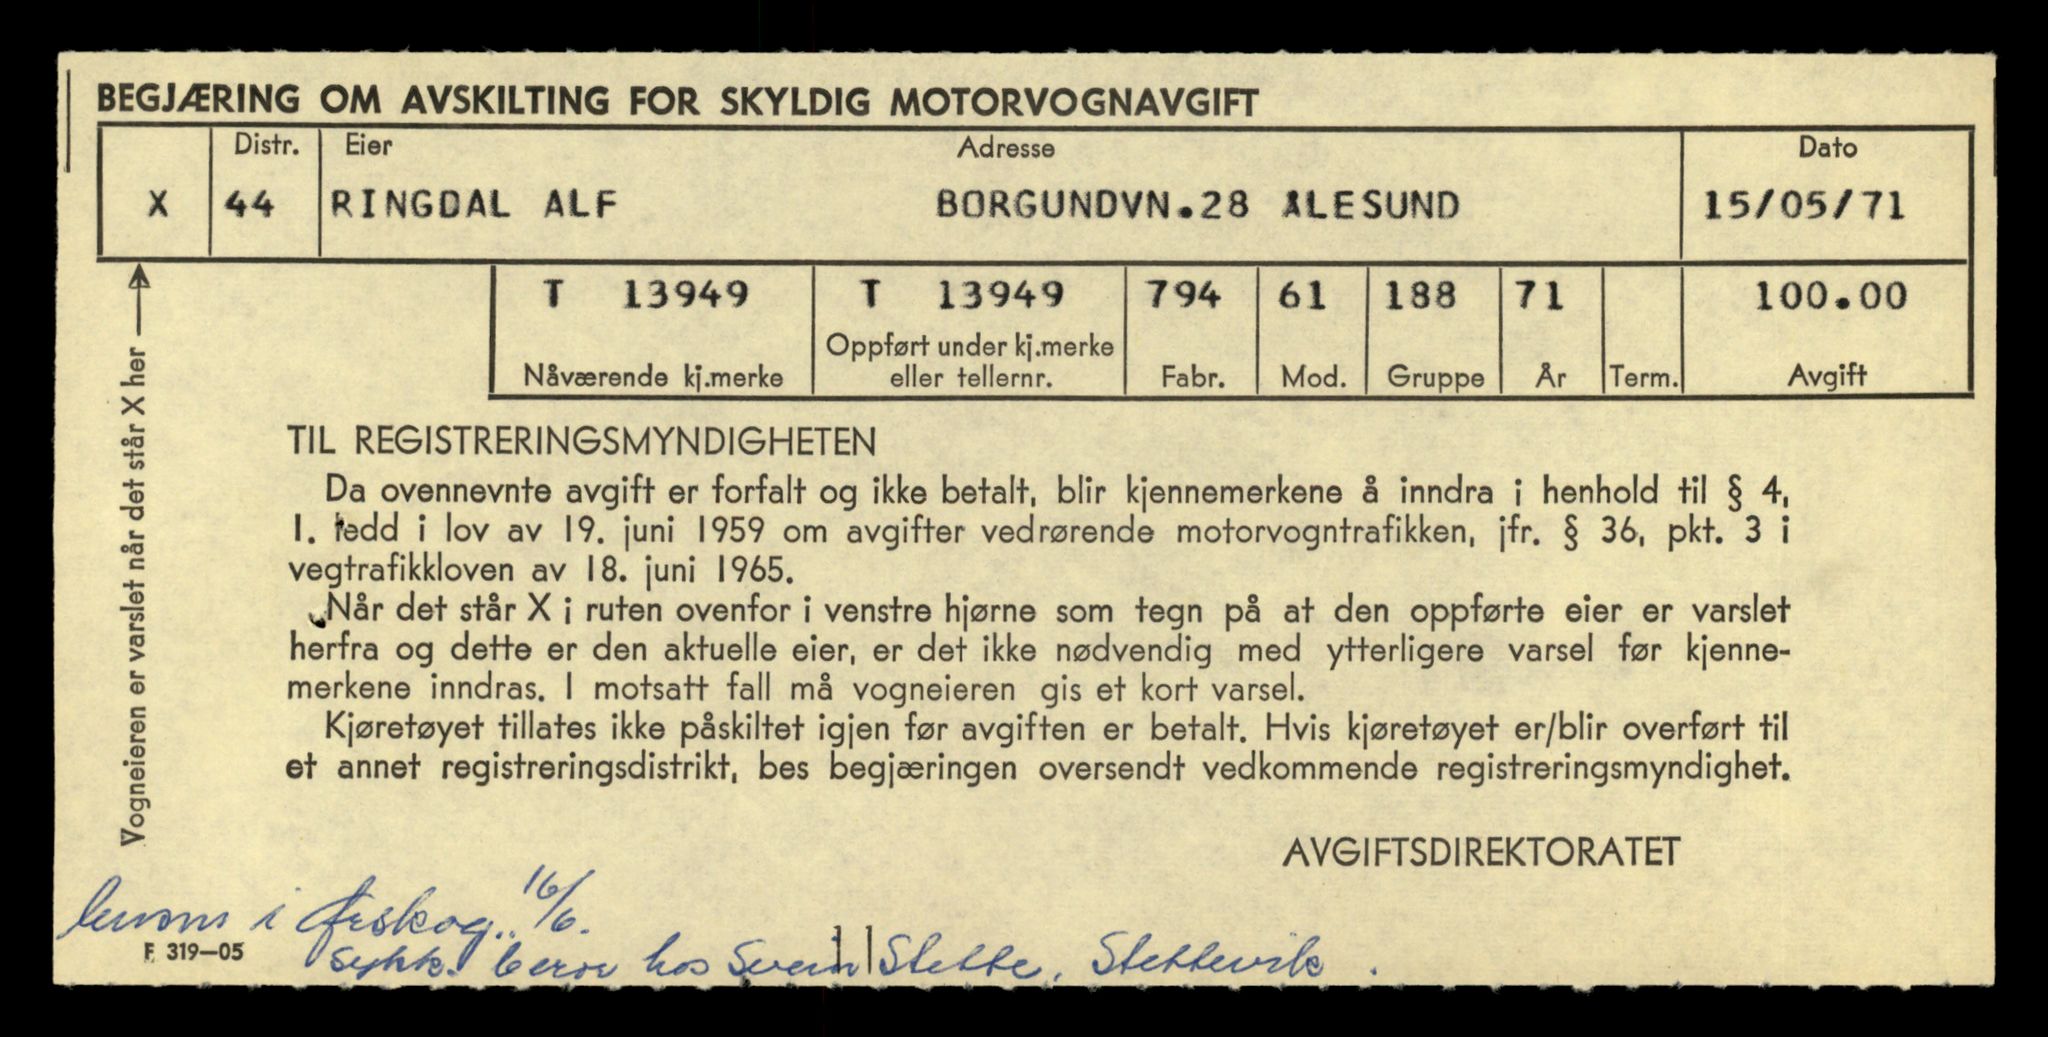 BEGJÆRING OM AVSKILTING FOR SKYLDIG MOTORVOGNAVGIFT
Distr. Eier Adresse Dato
X 44 RINGDAL ALF BORGUNDVN.28 ÅLESUND 15/05/71
T 13949 T 13949 794 61 188 71 100.00
Nåværende kj.merke Oppført under kj.merke eller tellernr. Fabr. Mod. Gruppe År Term. Avgift
Vogneieren er varslet når det står X her
TIL REGISTRERINGSMYNDIGHETEN
Da ovennevnte avgift er forfalt og ikke betalt, blir kjennemerkene å inndra i henhold til § 4,
1. ledd i lov av 19. juni 1959 om avgifter vedrørende motorvogntrafikken, jfr. § 36, pkt. 3 i
vegtrafikkloven av 18. juni 1965.
Når det står X i ruten ovenfor i venstre hjørne som tegn på at den oppførte eier er varslet
herfra og dette er den aktuelle eier, er det ikke nødvendig med ytterligere varsel før kjenne-
merkene inndras. I motsatt fall må vogneieren gis et kort varsel.
Kjøretøyet tillates ikke påskiltet igjen før avgiften er betalt. Hvis kjøretøyet er/blir overført til
et annet registreringsdistrikt, bes begjæringen oversendt vedkommende registreringsmyndighet.
AVGIFTSDIREKTORATET
i Ørskog.. 16/6.
F 319—05
hos Svein Stette, Stettevik.